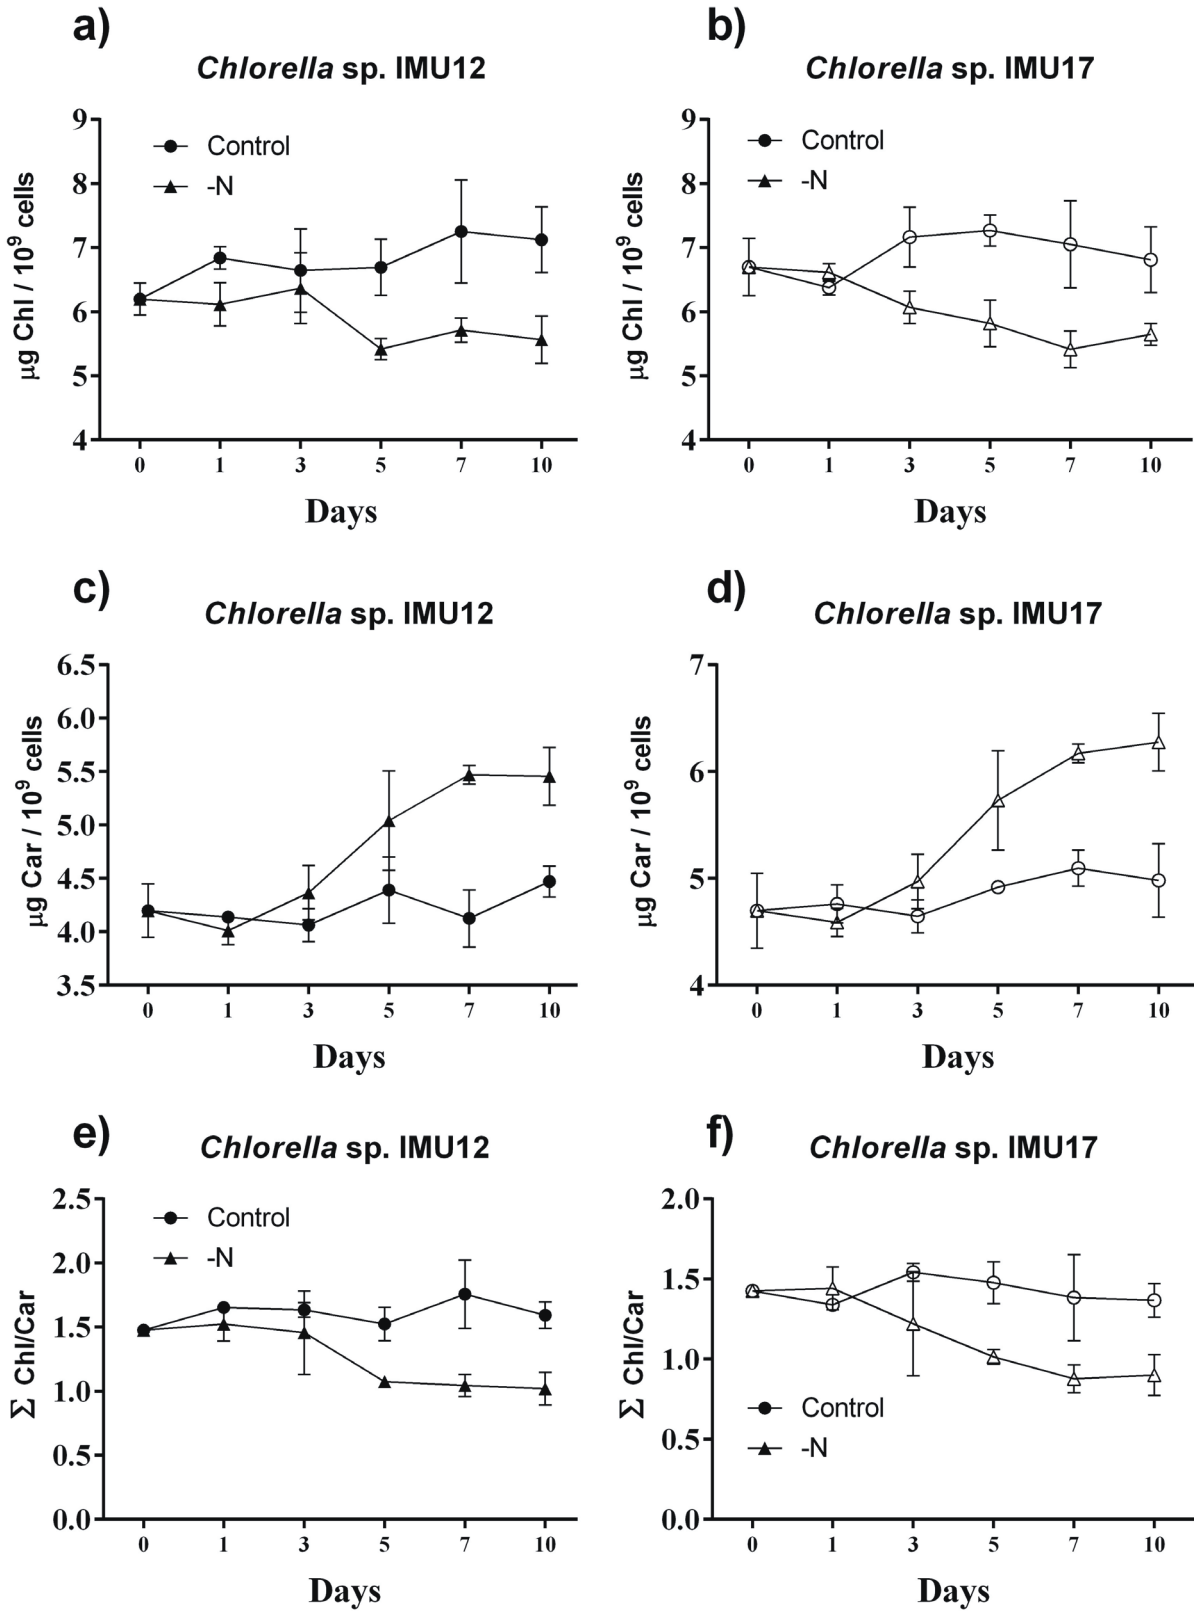 a)
Chlorella sp. IMU12
9
8
7
6
5
4
μg Chl / 10⁹ cells
Control
-N
0 1 3 5 7 10
Days
b)
Chlorella sp. IMU17
9
8
7
6
5
4
μg Chl / 10⁹ cells
Control
-N
0 1 3 5 7 10
Days
c)
Chlorella sp. IMU12
6.5
6.0
5.5
5.0
4.5
4.0
3.5
μg Car / 10⁹ cells
0 1 3 5 7 10
Days
d)
Chlorella sp. IMU17
7
6
5
4
μg Car / 10⁹ cells
0 1 3 5 7 10
Days
e)
Chlorella sp. IMU12
2.5
2.0
1.5
1.0
0.5
0.0
Σ Chl/Car
Control
-N
0 1 3 5 7 10
Days
f)
Chlorella sp. IMU17
2.0
1.5
1.0
0.5
0.0
Σ Chl/Car
Control
-N
0 1 3 5 7 10
Days